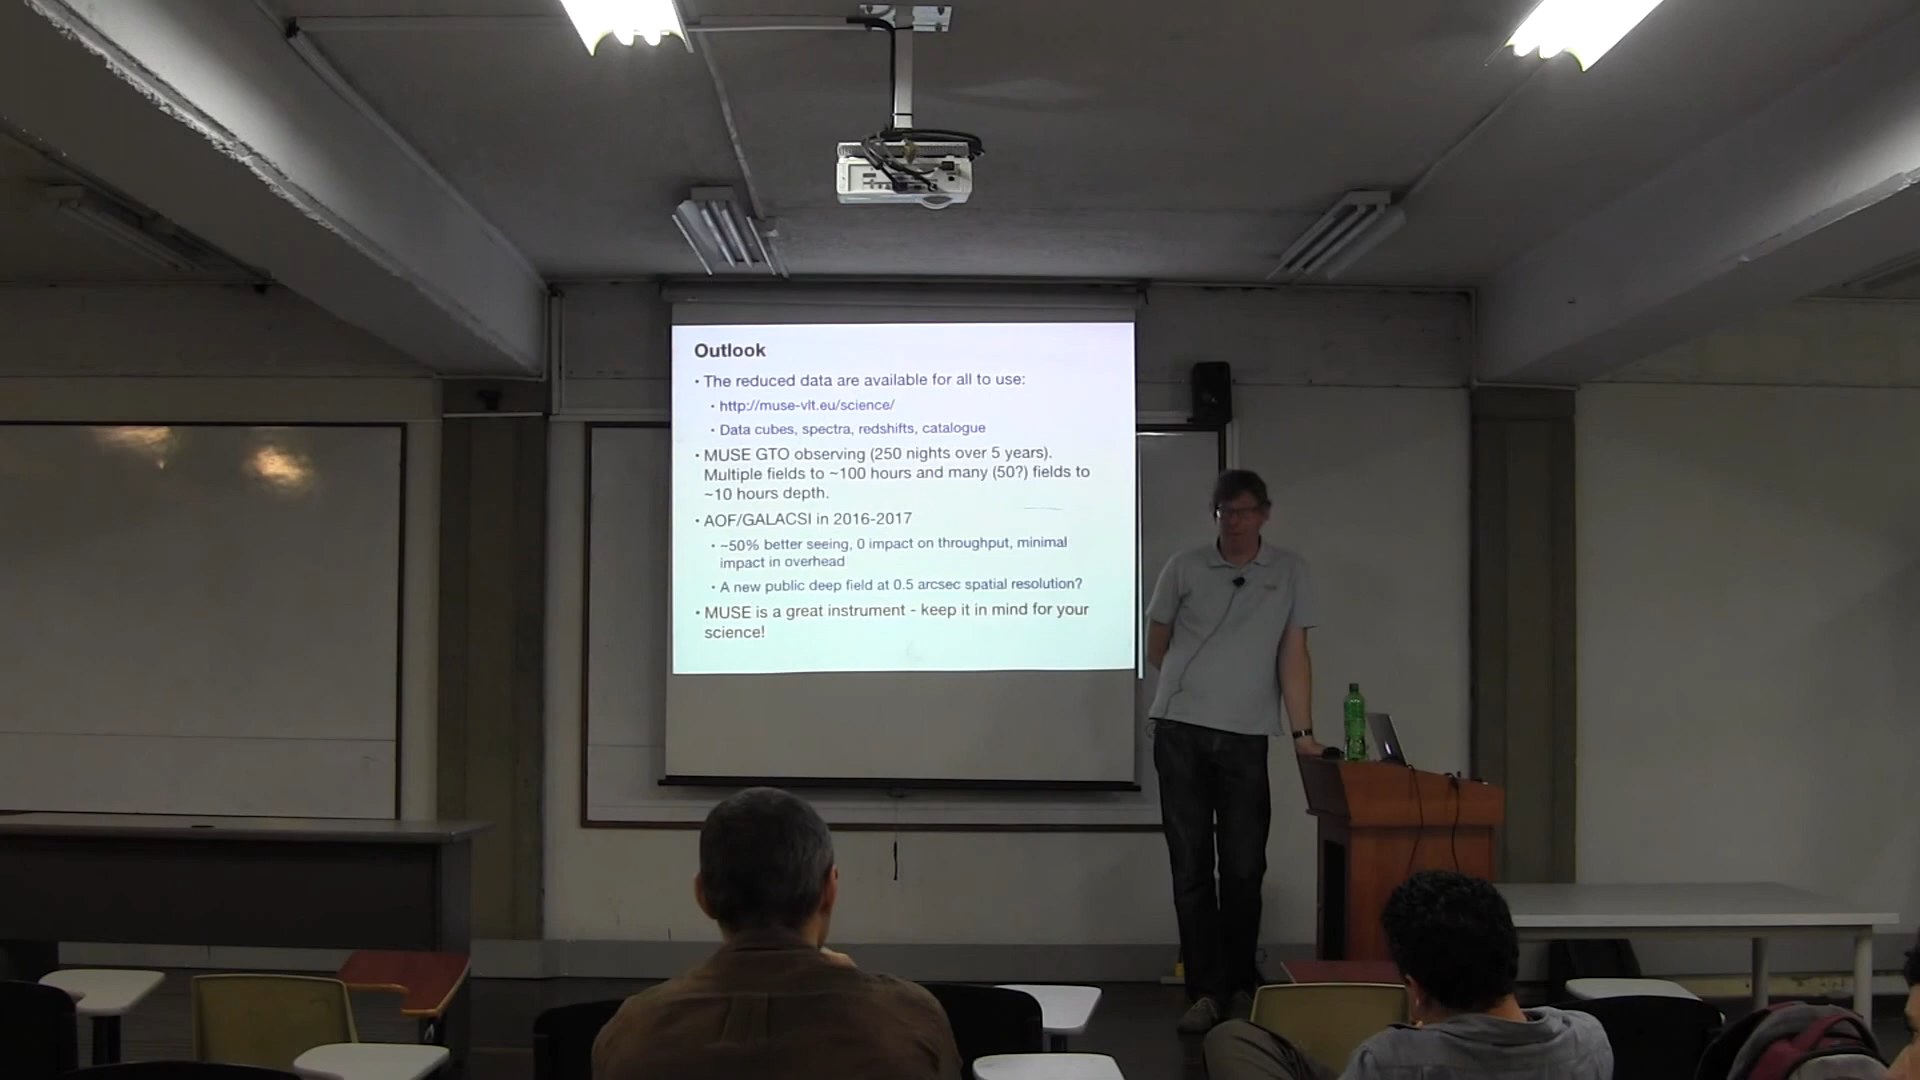 Outlook
• The reduced data are available for all to use:
• http://muse-vlt.eu/science/
• Data cubes, spectra, redshifts, catalogue
• MUSE GTO observing (250 nights over 5 years).
Multiple fields to ~100 hours and many (50?) fields to
~10 hours depth.
• AOF/GALACSI in 2016-2017
• ~50% better seeing, 0 impact on throughput, minimal
impact in overhead
• A new public deep field at 0.5 arcsec spatial resolution?
• MUSE is a great instrument - keep it in mind for your
science!